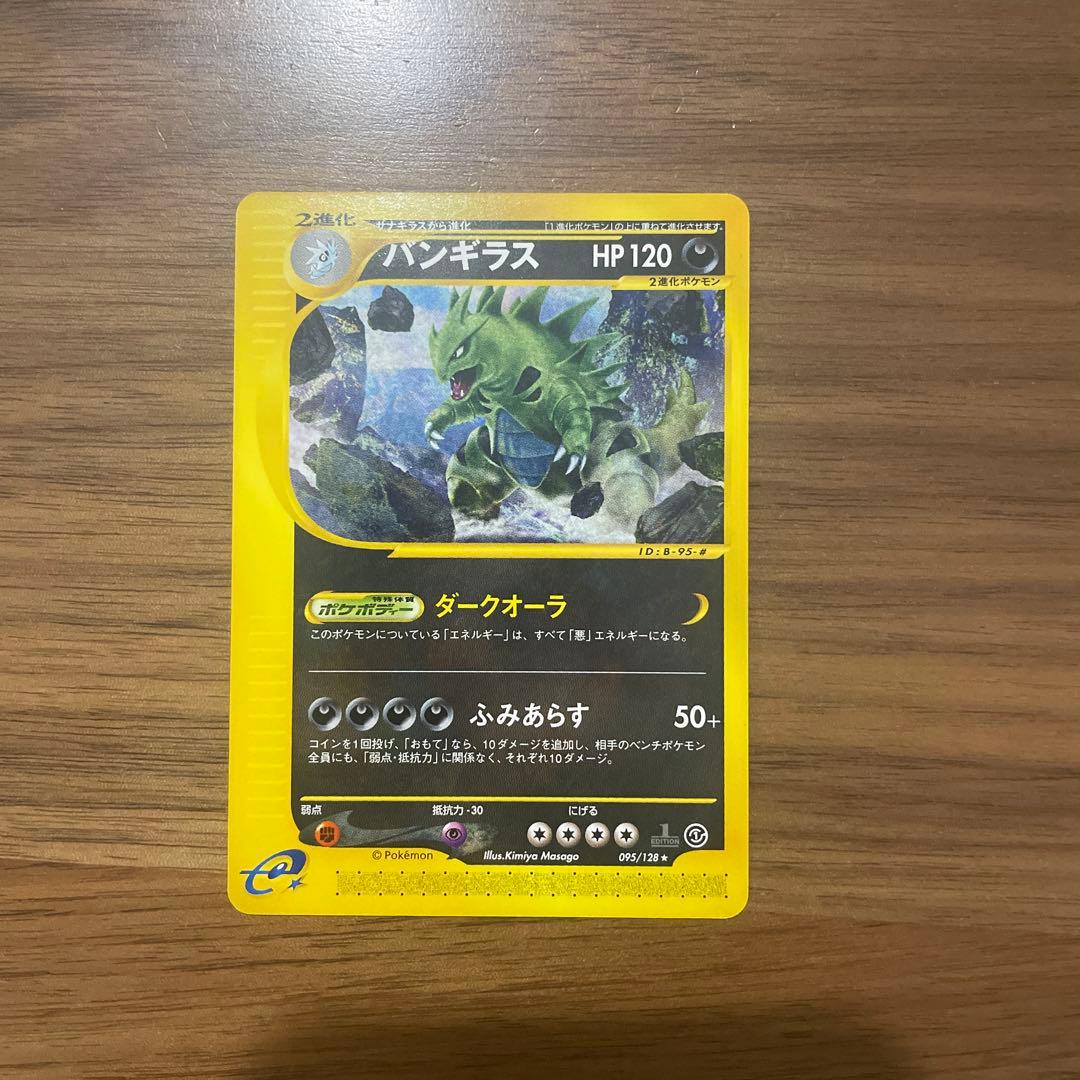 2進化 サナギラスから進化 「1進化ポケモン」の上に重ねて進化させます。
バンギラス HP120
2進化ポケモン
ID:B-95-#
特殊体質
ポケボディー ダークオーラ
このポケモンについている「エネルギー」は、すべて「悪」エネルギーになる。
ふみあらす 50+
コインを1回投げ、「おもて」なら、10ダメージを追加し、相手のベンチポケモン
全員にも、「弱点・抵抗力」に関係なく、それぞれ10ダメージ。
弱点 抵抗力-30 にげる
1
EDITION
©Pokémon Illus.Kimiya Masago 095/128★
e